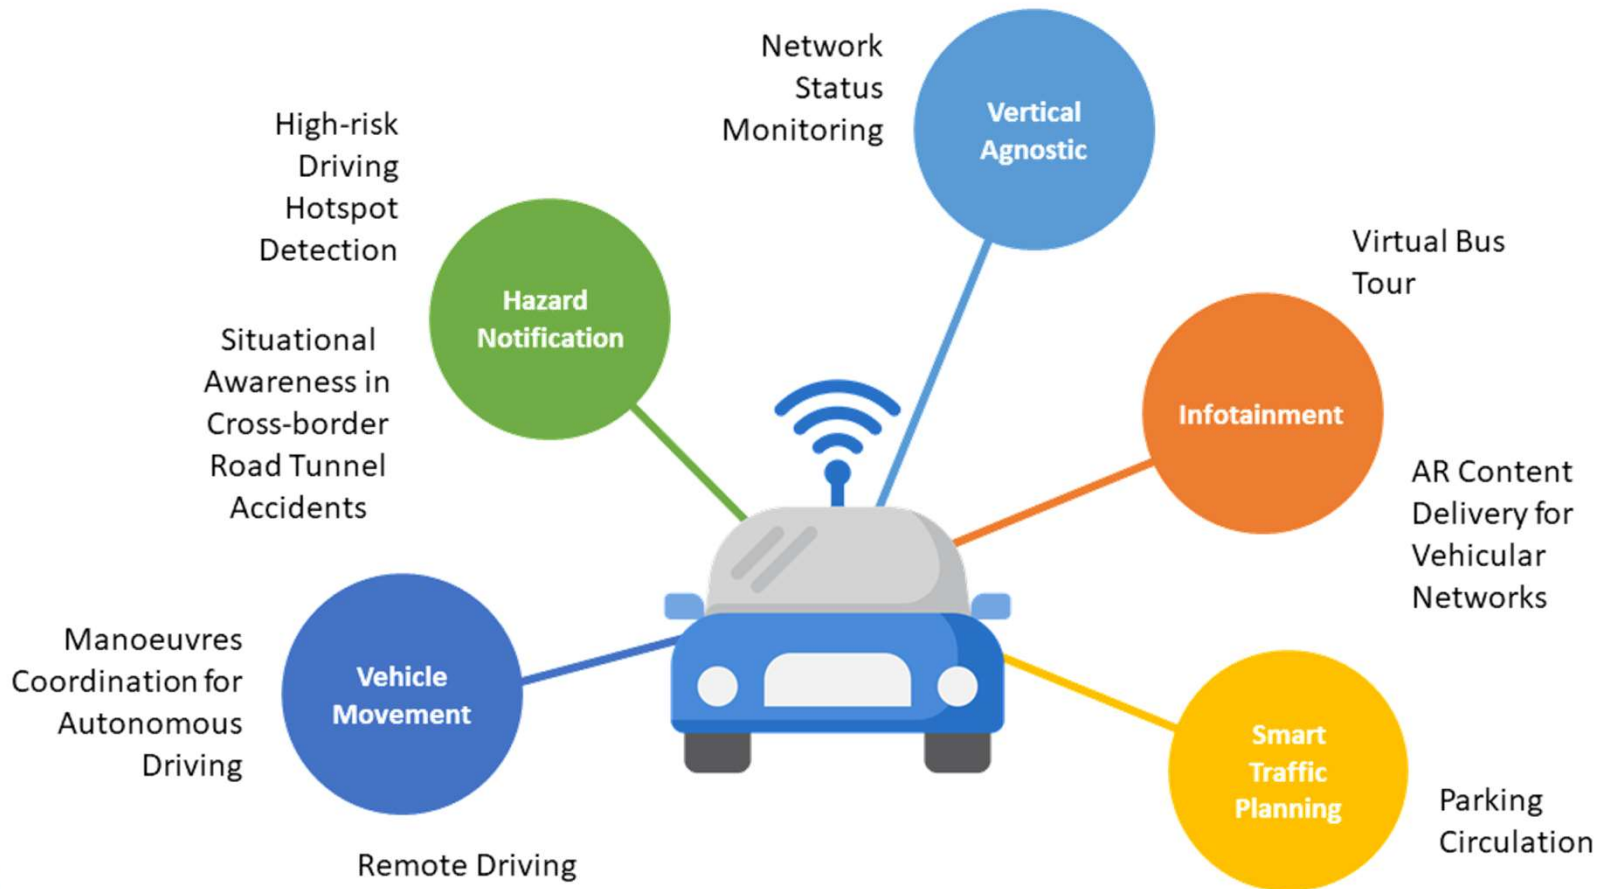 Network
Status
Monitoring
Vertical
Agnostic
High-risk
Driving
Hotspot
Detection
Hazard
Notification
Situational
Awareness in
Cross-border
Road Tunnel
Accidents
Virtual Bus
Tour
Infotainment
AR Content
Delivery for
Vehicular
Networks
Manoeuvres
Coordination for
Autonomous
Driving
Vehicle
Movement
Remote Driving
Smart
Traffic
Planning
Parking
Circulation